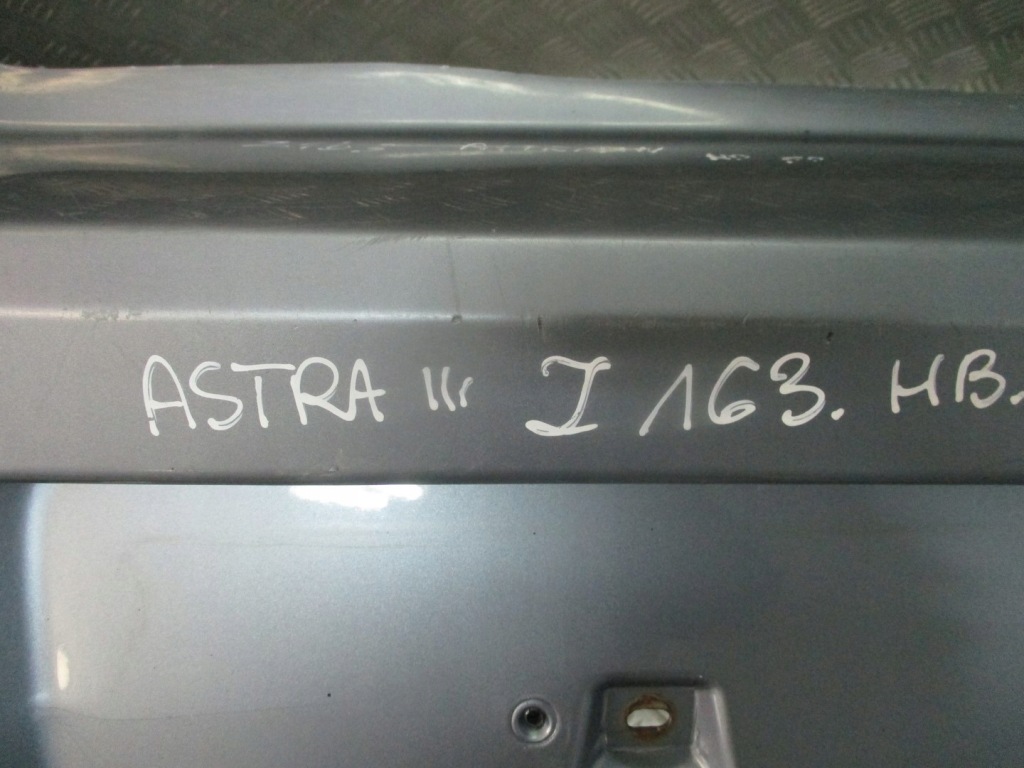 ASTRA III J 163. HB.